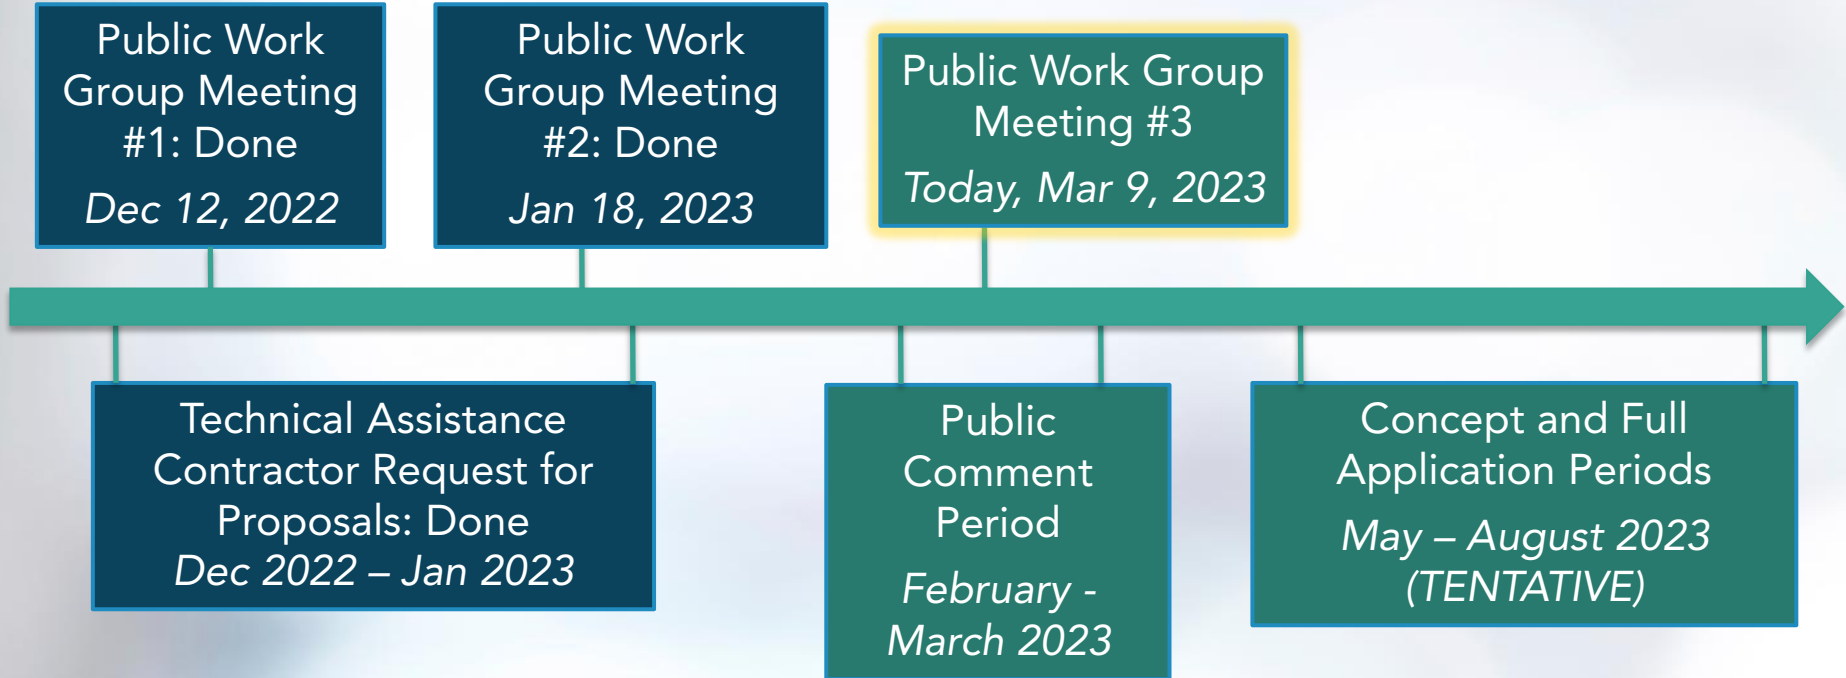 Public Work
Group Meeting
#1: Done
Dec 12, 2022
Public Work
Group Meeting
#2: Done
Jan 18, 2023
Public Work Group
Meeting #3
Today, Mar 9, 2023
Technical Assistance
Contractor Request for
Proposals: Done
Dec 2022 – Jan 2023
Public
Comment
Period
February -
March 2023
Concept and Full
Application Periods
May – August 2023
(TENTATIVE)